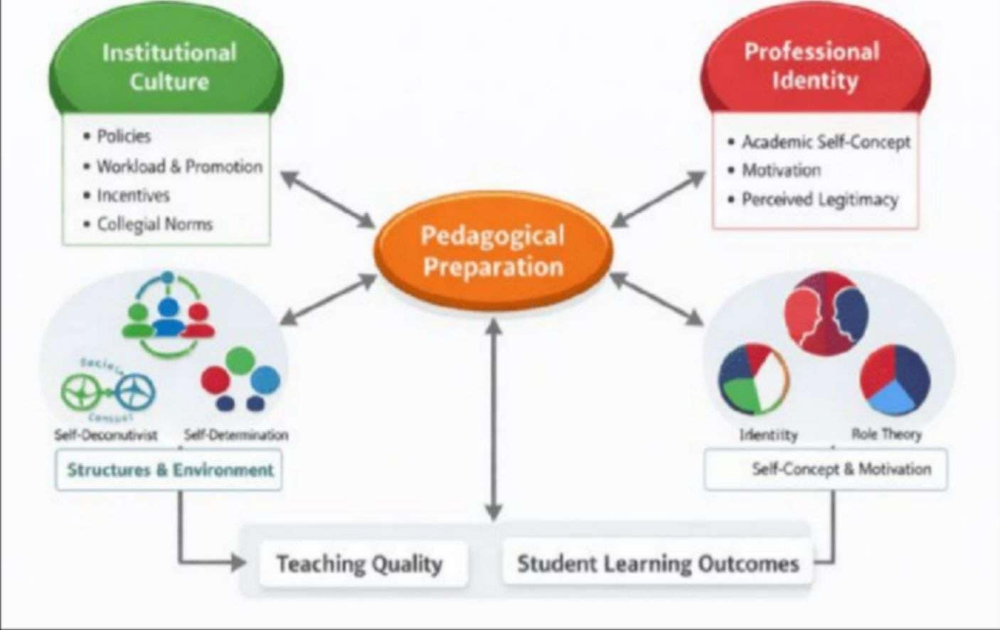 Institutional
Culture
• Policies
• Workload & Promotion
• Incentives
• Collegial Norms
Professional
Identity
• Academic Self-Concept
• Motivation
• Perceived Legitimacy
Pedagogical
Preparation
Self-Deconutivist
Self-Determination
Structures & Environment
Identitty
Role Theory
Self-Concept & Motivation
Teaching Quality
Student Learning Outcomes